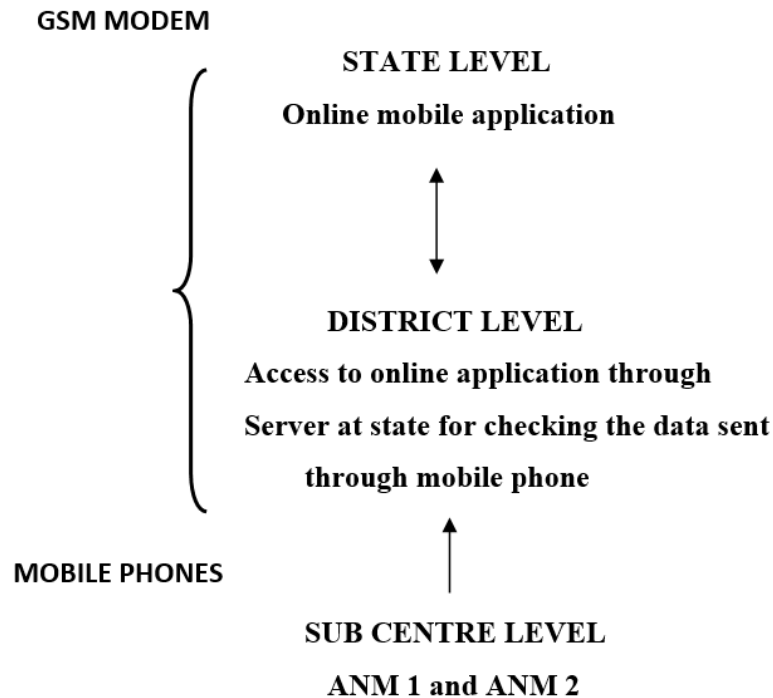 GSM MODEM
STATE LEVEL
Online mobile application
DISTRICT LEVEL
Access to online application through
Server at state for checking the data sent
through mobile phone
MOBILE PHONES
SUB CENTRE LEVEL
ANM 1 and ANM 2